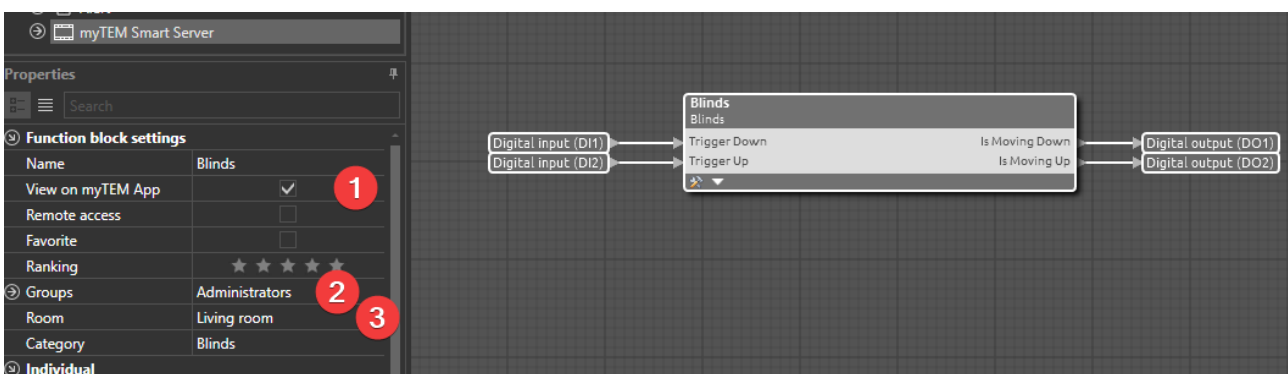 myTEM Smart Server
Properties
Search
Function block settings
Name Blinds
View on myTEM App 1
Remote access
Favorite
Ranking
Groups Administrators 2
Room Living room 3
Category Blinds
Individual
Blinds
Blinds
Digital input (DI1) Trigger Down Is Moving Down Digital output (DO1)
Digital input (DI2) Trigger Up Is Moving Up Digital output (DO2)